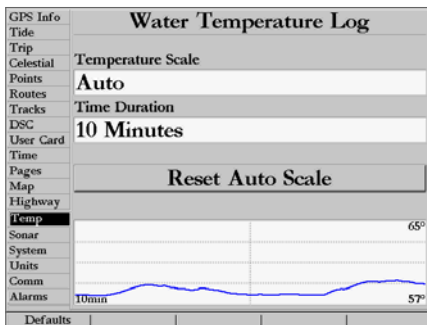 GPS Info
Tide
Trip
Celestial
Points
Routes
Tracks
DSC
User Card
Time
Pages
Map
Highway
Temp
Sonar
System
Units
Comm
Alarms
Water Temperature Log
Temperature Scale
Auto
Time Duration
10 Minutes
Reset Auto Scale
65°
10min
57°
Defaults